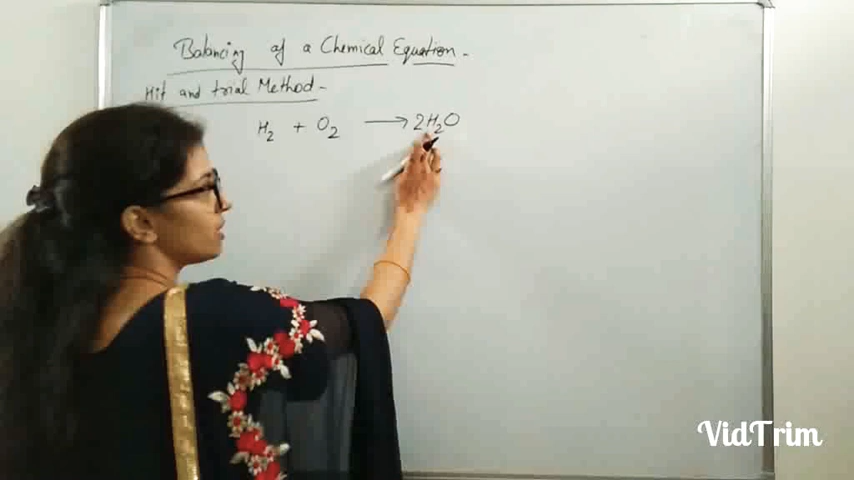 Balancing of a Chemical Equation -
Hit and trial Method -
H₂ + O₂ ⟶ 2H₂O
VidTrim